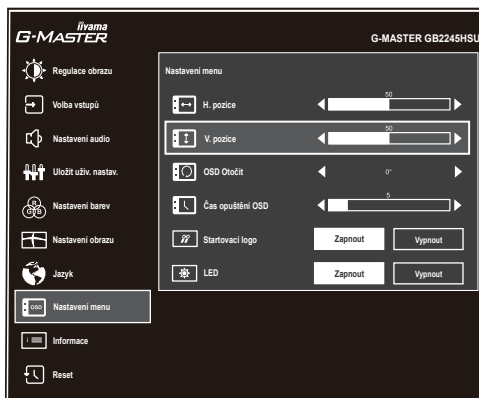 iiyama
G-MASTER
G-MASTER GB2245HSU
Regulace obrazu
Volba vstupů
Nastavení audio
Uložit uživ. nastav.
R
G B
Nastavení barev
Nastavení obrazu
Jazyk
OSD
Nastavení menu
i
Informace
Reset
Nastavení menu
H. pozice
50
V. pozice
50
OSD Otočit
0°
Čas opuštění OSD
5
Startovací logo
Zapnout
Vypnout
LED
Zapnout
Vypnout